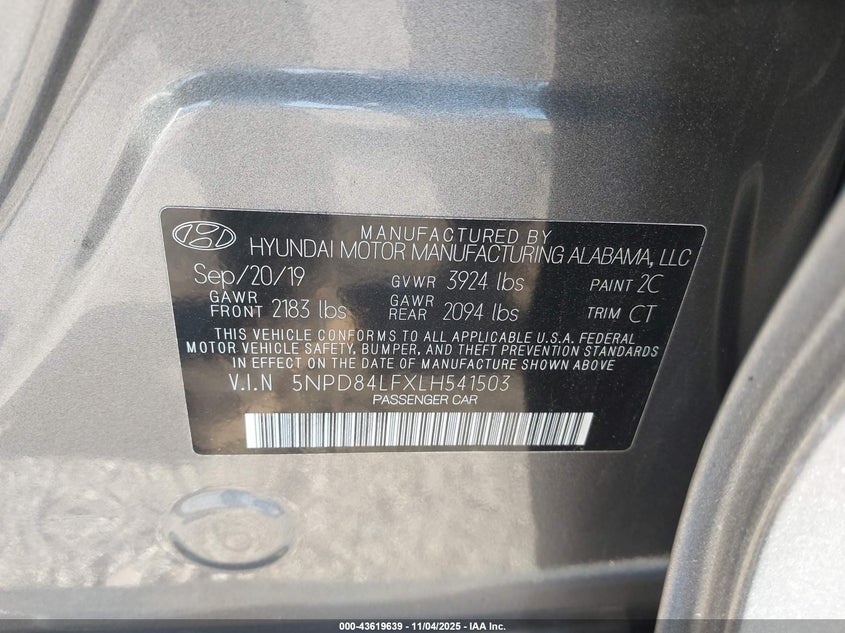 MANUFACTURED BY
HYUNDAI MOTOR MANUFACTURING ALABAMA, LLC
Sep/20/19 GVWR 3924 lbs PAINT 2C
GAWR FRONT 2183 lbs GAWR REAR 2094 lbs TRIM CT
THIS VEHICLE CONFORMS TO ALL APPLICABLE U.S.A. FEDERAL
MOTOR VEHICLE SAFETY, BUMPER, AND THEFT PREVENTION STANDARDS
IN EFFECT ON THE DATE OF MANUFACTURE SHOWN ABOVE
V.I.N 5NPD84LFXLH541503
PASSENGER CAR
000-43619639 - 11/04/2025 - IAA Inc.